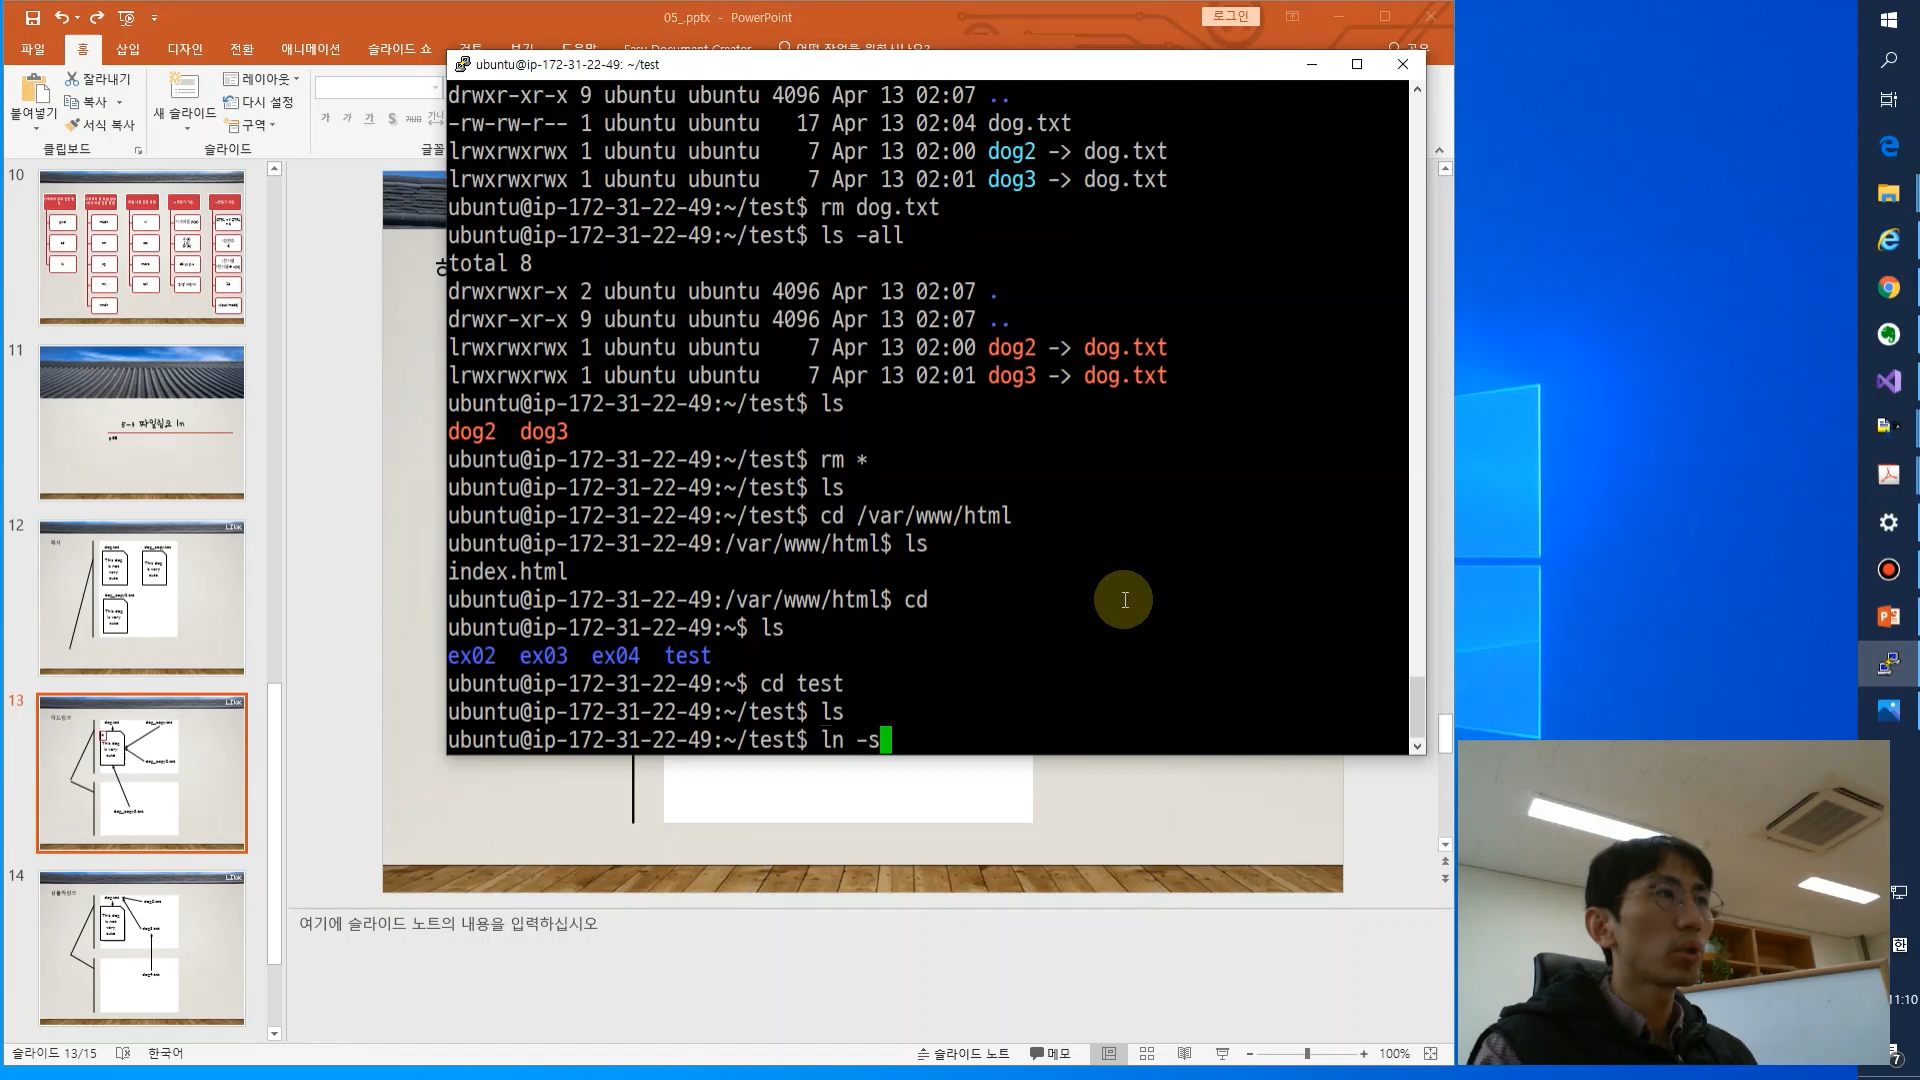 05_.pptx - PowerPoint
로그인
파일 홈 삽입 디자인 전환 애니메이션 슬라이드 쇼
붙여넣기
잘라내기
복사
서식 복사
클립보드
새 슬라이드
레이아웃
다시 설정
구역
슬라이드
글꼴
ubuntu@ip-172-31-22-49: ~/test
drwxr-xr-x 9 ubuntu ubuntu 4096 Apr 13 02:07 ..
-rw-rw-r-- 1 ubuntu ubuntu   17 Apr 13 02:04 dog.txt
lrwxrwxrwx 1 ubuntu ubuntu    7 Apr 13 02:00 dog2 -> dog.txt
lrwxrwxrwx 1 ubuntu ubuntu    7 Apr 13 02:01 dog3 -> dog.txt
ubuntu@ip-172-31-22-49:~/test$ rm dog.txt
ubuntu@ip-172-31-22-49:~/test$ ls -all
total 8
drwxrwxr-x 2 ubuntu ubuntu 4096 Apr 13 02:07 .
drwxr-xr-x 9 ubuntu ubuntu 4096 Apr 13 02:07 ..
lrwxrwxrwx 1 ubuntu ubuntu    7 Apr 13 02:00 dog2 -> dog.txt
lrwxrwxrwx 1 ubuntu ubuntu    7 Apr 13 02:01 dog3 -> dog.txt
ubuntu@ip-172-31-22-49:~/test$ ls
dog2  dog3
ubuntu@ip-172-31-22-49:~/test$ rm *
ubuntu@ip-172-31-22-49:~/test$ ls
ubuntu@ip-172-31-22-49:~/test$ cd /var/www/html
ubuntu@ip-172-31-22-49:/var/www/html$ ls
index.html
ubuntu@ip-172-31-22-49:/var/www/html$ cd
ubuntu@ip-172-31-22-49:~$ ls
ex02  ex03  ex04  test
ubuntu@ip-172-31-22-49:~$ cd test
ubuntu@ip-172-31-22-49:~/test$ ls
ubuntu@ip-172-31-22-49:~/test$ ln -s
10
11
12
13
14
여기에 슬라이드 노트의 내용을 입력하십시오
슬라이드 13/15 한국어
슬라이드 노트 메모 100%
한
11:10
7